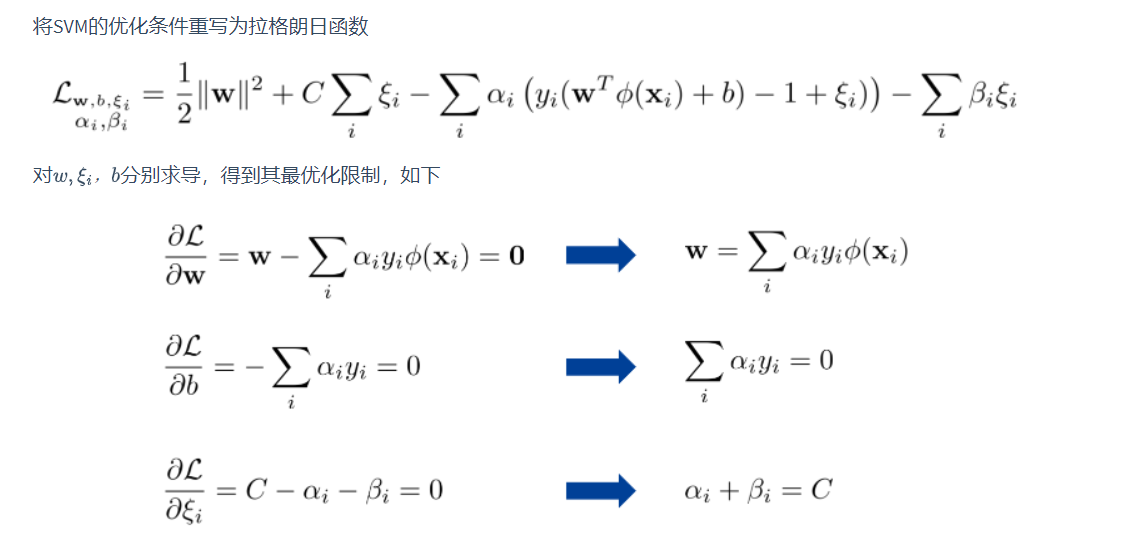 将SVM的优化条件重写为拉格朗日函数
$\mathcal{L}_{\substack{\mathbf{w},b,\xi_i \\ \alpha_i,\beta_i}} = \frac{1}{2}\|\mathbf{w}\|^2 + C\sum_i \xi_i - \sum_i \alpha_i \left(y_i(\mathbf{w}^T\phi(\mathbf{x}_i) + b) - 1 + \xi_i)\right) - \sum_i \beta_i\xi_i$
对$w, \xi_i$，$b$分别求导，得到其最优化限制，如下
$\frac{\partial \mathcal{L}}{\partial \mathbf{w}} = \mathbf{w} - \sum_i \alpha_i y_i \phi(\mathbf{x}_i) = \mathbf{0}$ ➡ $\mathbf{w} = \sum_i \alpha_i y_i \phi(\mathbf{x}_i)$
$\frac{\partial \mathcal{L}}{\partial b} = -\sum_i \alpha_i y_i = 0$ ➡ $\sum_i \alpha_i y_i = 0$
$\frac{\partial \mathcal{L}}{\partial \xi_i} = C - \alpha_i - \beta_i = 0$ ➡ $\alpha_i + \beta_i = C$